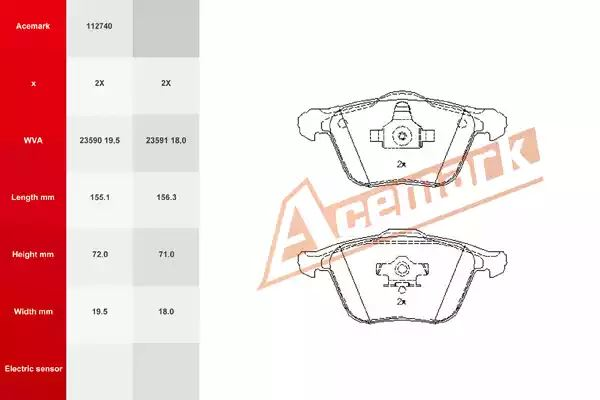 Acemark 112740
x 2X 2X
WVA 23590 19,5 23591 18,0
Length mm 155.1 156.3
Height mm 72.0 71.0
Width mm 19.5 18.0
Electric sensor
2x
Acemark
2x